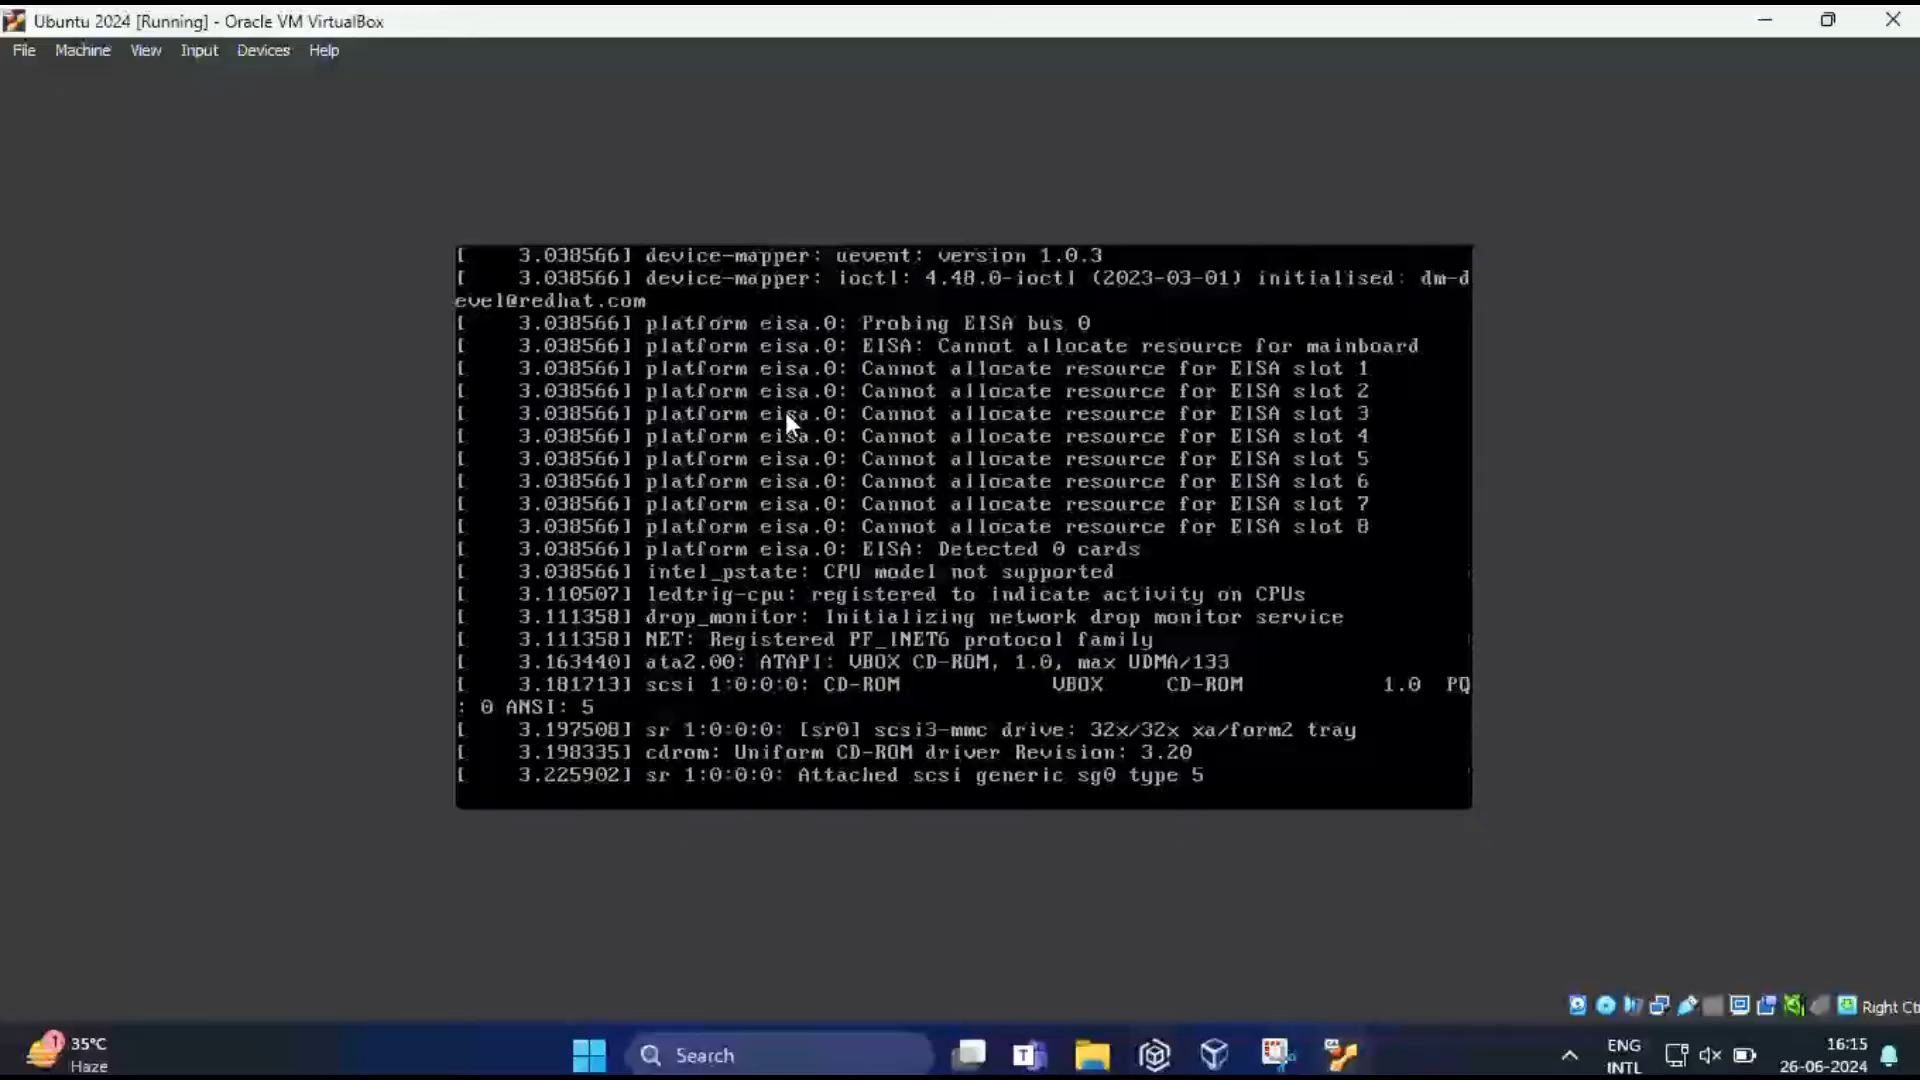 Ubuntu 2024 [Running] - Oracle VM VirtualBox
File Machine View Input Devices Help
[    3.038566] device-mapper: uevent: version 1.0.3
[    3.038566] device-mapper: ioctl: 4.48.0-ioctl (2023-03-01) initialised: dm-d
evel@redhat.com
[    3.038566] platform eisa.0: Probing EISA bus 0
[    3.038566] platform eisa.0: EISA: Cannot allocate resource for mainboard
[    3.038566] platform eisa.0: Cannot allocate resource for EISA slot 1
[    3.038566] platform eisa.0: Cannot allocate resource for EISA slot 2
[    3.038566] platform eisa.0: Cannot allocate resource for EISA slot 3
[    3.038566] platform eisa.0: Cannot allocate resource for EISA slot 4
[    3.038566] platform eisa.0: Cannot allocate resource for EISA slot 5
[    3.038566] platform eisa.0: Cannot allocate resource for EISA slot 6
[    3.038566] platform eisa.0: Cannot allocate resource for EISA slot 7
[    3.038566] platform eisa.0: Cannot allocate resource for EISA slot 8
[    3.038566] platform eisa.0: EISA: Detected 0 cards
[    3.038566] intel_pstate: CPU model not supported
[    3.110507] ledtrig-cpu: registered to indicate activity on CPUs
[    3.111358] drop_monitor: Initializing network drop monitor service
[    3.111358] NET: Registered PF_INET6 protocol family
[    3.163440] ata2.00: ATAPI: VBOX CD-ROM, 1.0, max UDMA/133
[    3.181713] scsi 1:0:0:0: CD-ROM            VBOX     CD-ROM           1.0  PQ
: 0 ANSI: 5
[    3.197508] sr 1:0:0:0: [sr0] scsi3-mmc drive: 32x/32x xa/form2 tray
[    3.198335] cdrom: Uniform CD-ROM driver Revision: 3.20
[    3.225902] sr 1:0:0:0: Attached scsi generic sg0 type 5
Right Ct
1 35°C
Haze
Search
ENG
INTL
16:15
26-06-2024